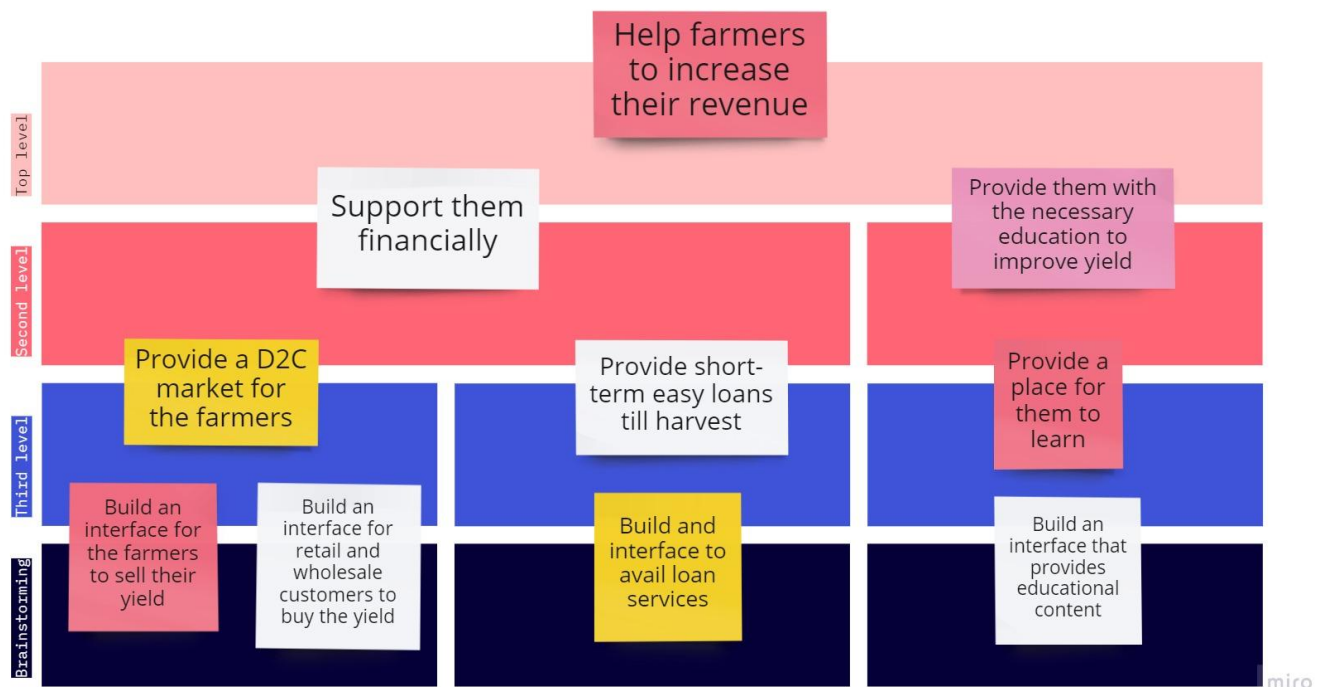 Help farmers
to increase
their revenue
Top level
Support them
financially
Provide them with
the necessary
education to
improve yield
Second level
Provide a D2C
market for
the farmers
Provide short-
term easy loans
till harvest
Provide a
place for
them to
learn
Third level
Build an
interface for
the farmers
to sell their
yield
Build an
interface for
retail and
wholesale
customers to
buy the yield
Build and
interface to
avail loan
services
Build an
interface that
provides
educational
content
Brainstorming
miro